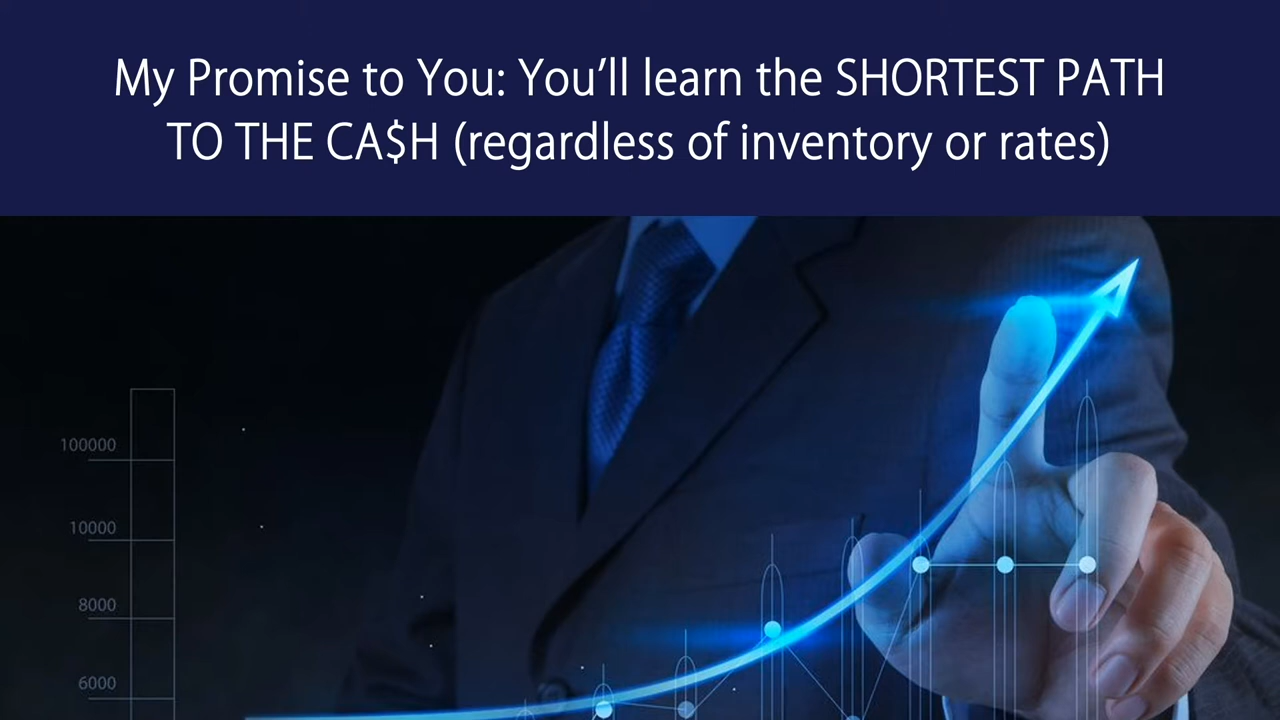 My Promise to You: You’ll learn the SHORTEST PATH
TO THE CA$H (regardless of inventory or rates)
100000
10000
8000
6000